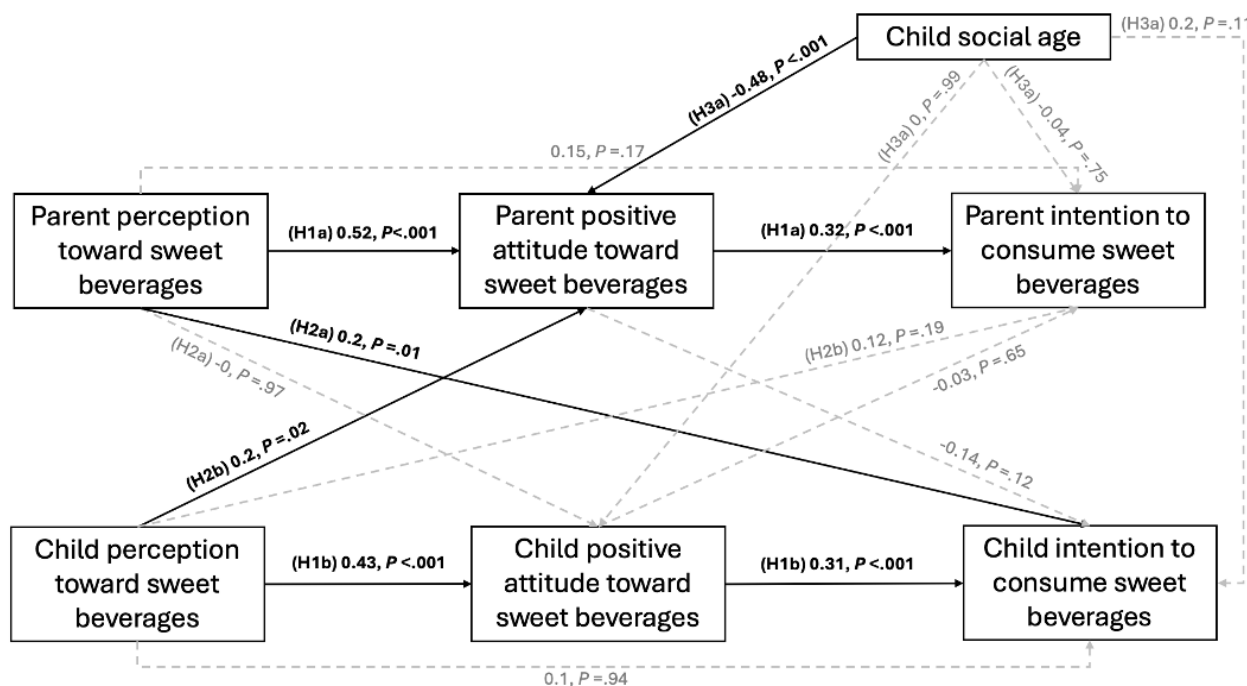 Child social age
(H3a) 0.2, P =.11
(H3a) -0.48, P <.001
(H3a) 0, P =.99
(H3a) -0.04, P =.75
0.15, P =.17
Parent perception
toward sweet
beverages
(H1a) 0.52, P<.001
Parent positive
attitude toward
sweet beverages
(H1a) 0.32, P <.001
Parent intention to
consume sweet
beverages
(H2a) 0.2, P =.01
(H2a) -0, P =.97
(H2b) 0.12, P =.19
-0.03, P =.65
(H2b) 0.2, P =.02
-0.14, P =.12
Child perception
toward sweet
beverages
(H1b) 0.43, P <.001
Child positive
attitude toward
sweet beverages
(H1b) 0.31, P <.001
Child intention to
consume sweet
beverages
0.1, P =.94